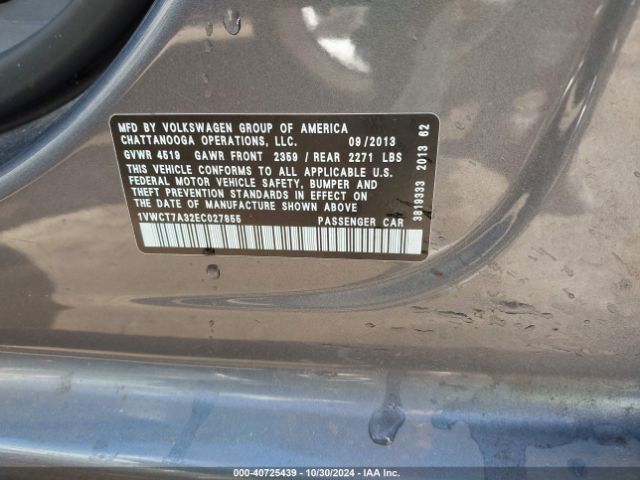 MFD BY VOLKSWAGEN GROUP OF AMERICA
CHATTANOOGA OPERATIONS, LLC. 09/2013
GVWR 4519 GAWR FRONT 2359 / REAR 2271 LBS
THIS VEHICLE CONFORMS TO ALL APPLICABLE U.S.
FEDERAL MOTOR VEHICLE SAFETY, BUMPER AND
THEFT PREVENTION STANDARDS IN EFFECT ON
THE DATE OF MANUFACTURE SHOWN ABOVE
1VWCT7A32EC027855 PASSENGER CAR
3819333 2013 62
000-40725439 - 10/30/2024 - IAA Inc.